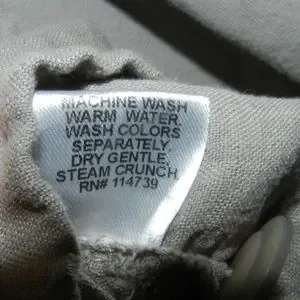 MACHINE WASH
WARM WATER.
WASH COLORS
SEPARATELY.
DRY GENTLE.
STEAM CRUNCH
RN# 114739